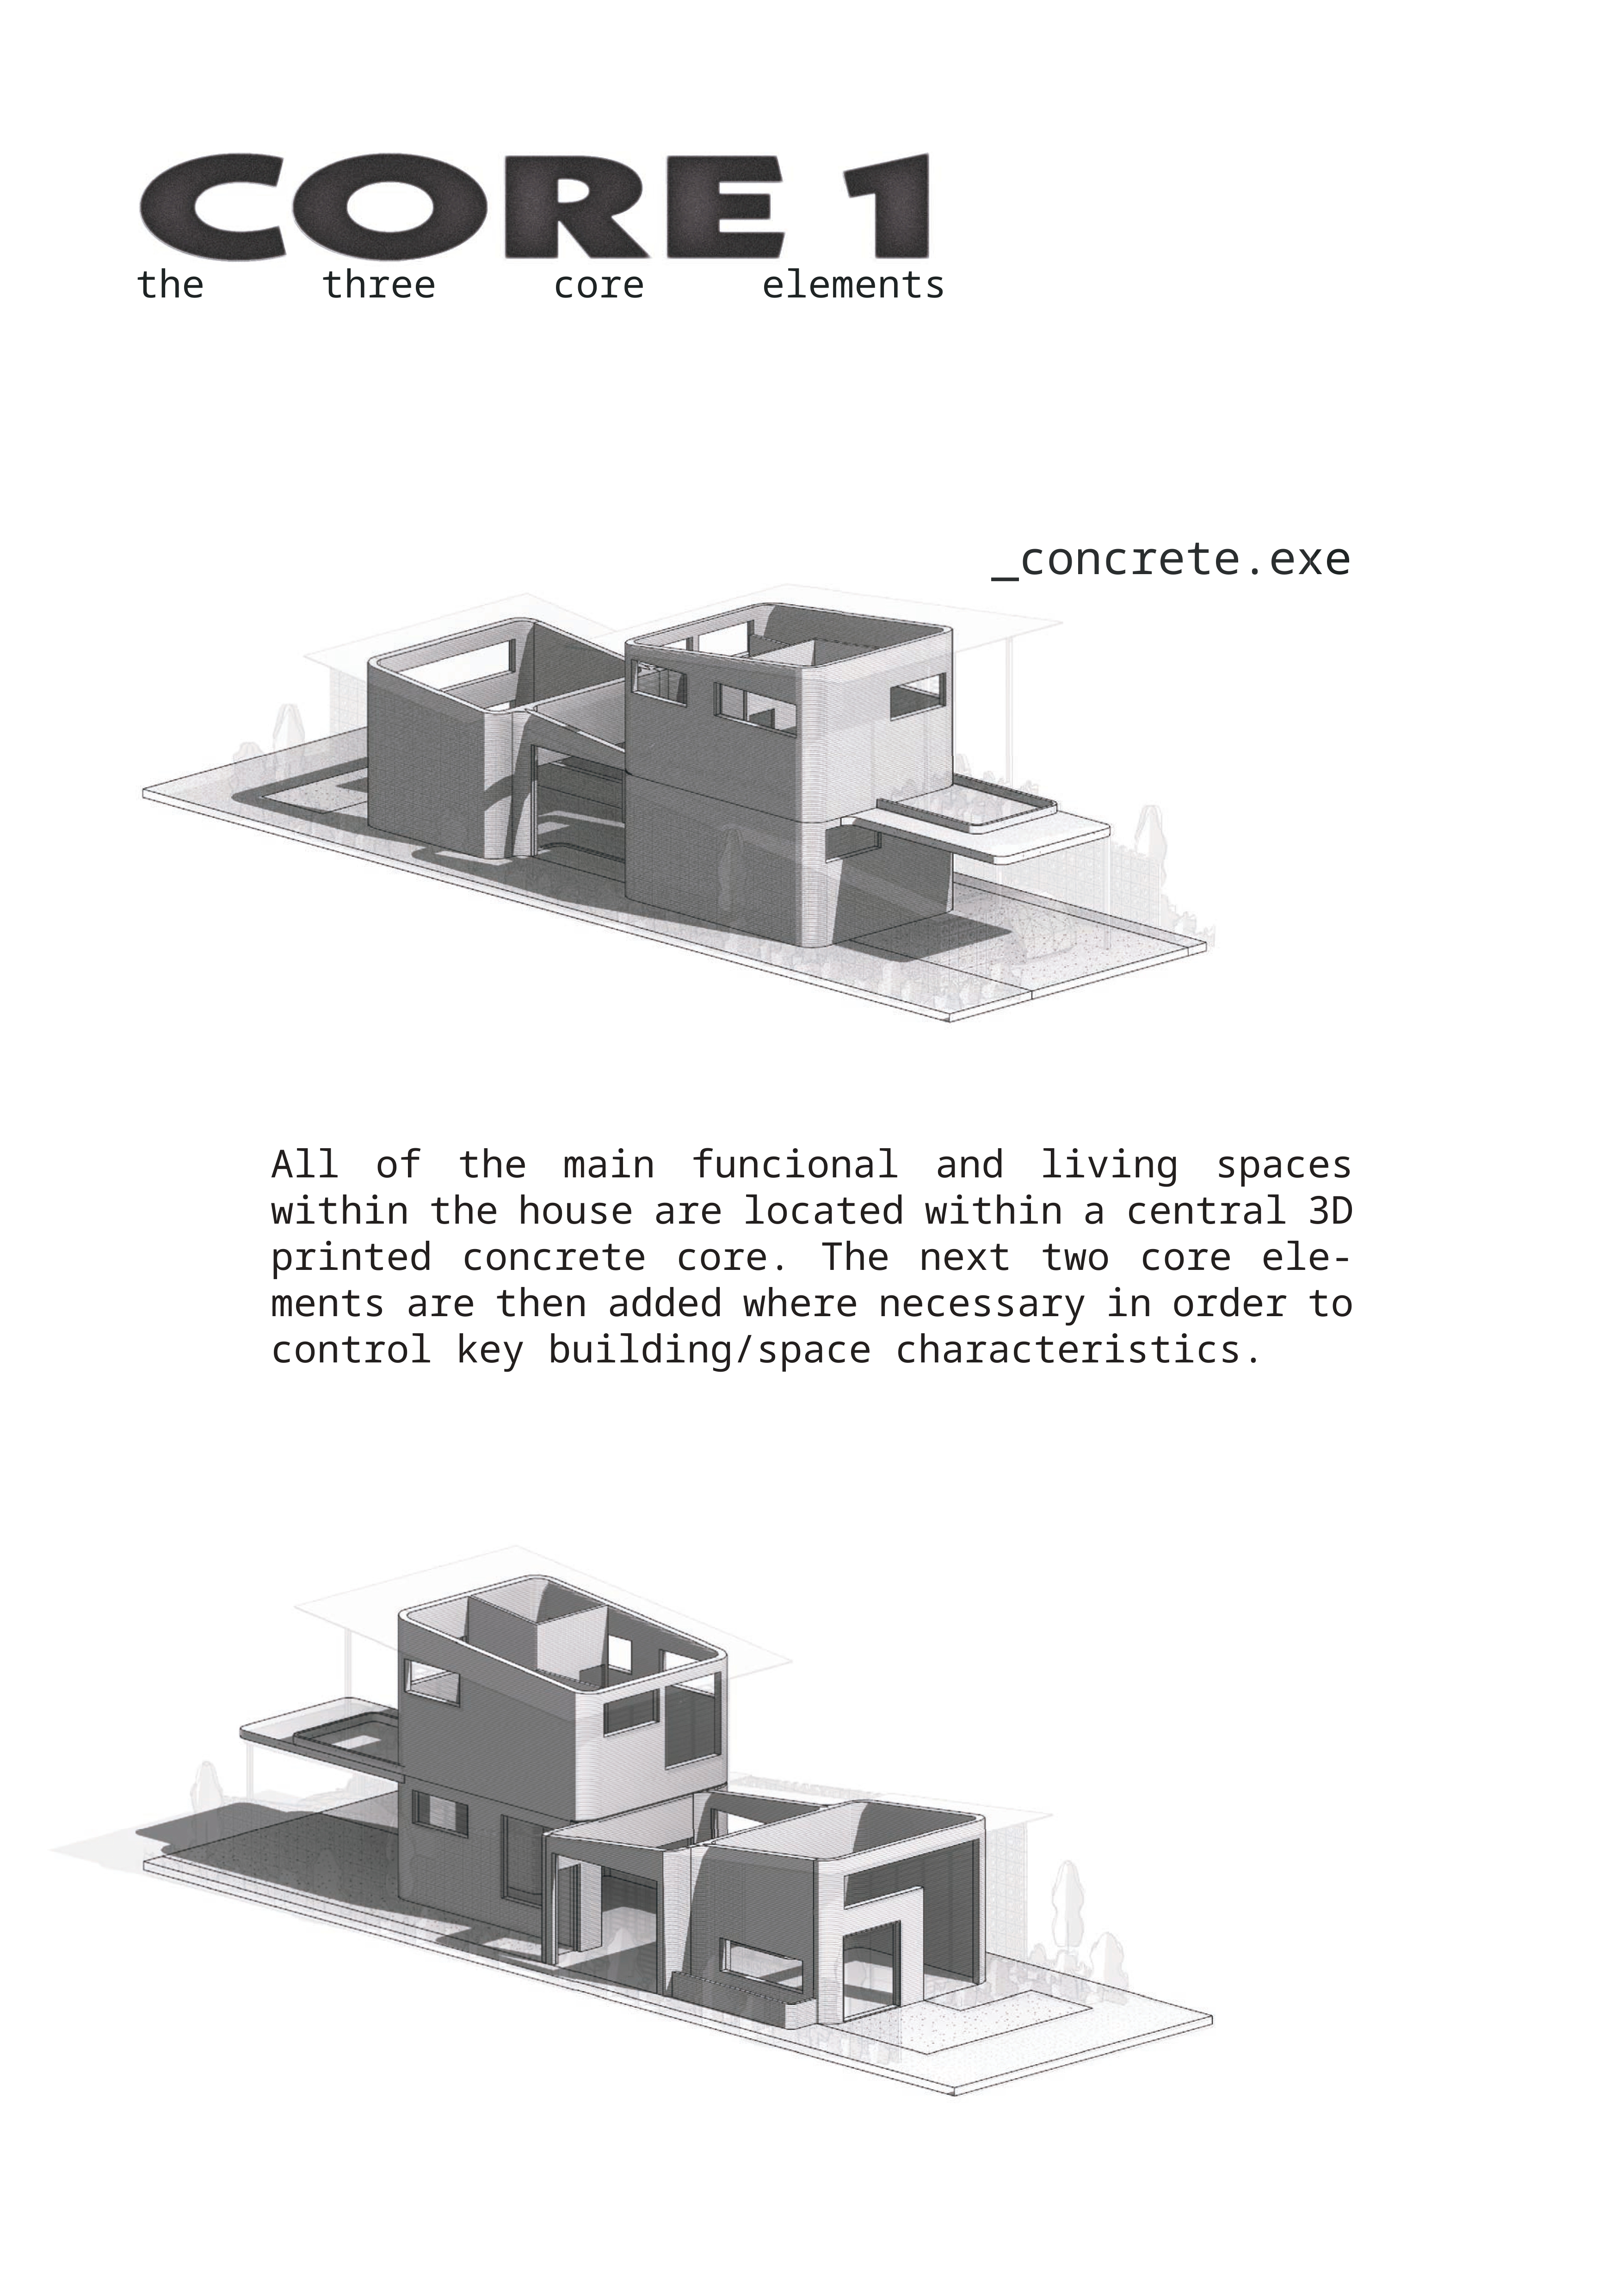 CORE 1
the three core elements
_concrete.exe
All of the main funcional and living spaces
within the house are located within a central 3D
printed concrete core. The next two core ele-
ments are then added where necessary in order to
control key building/space characteristics.